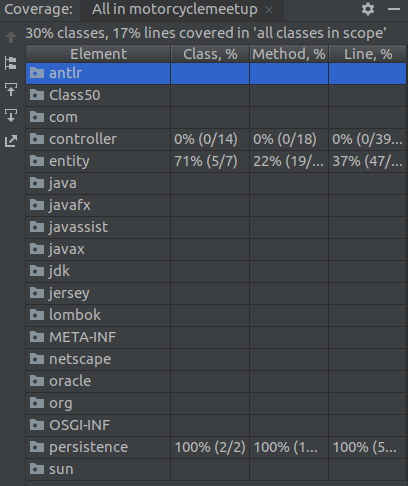 Coverage: All in motorcyclemeetup ×
30% classes, 17% lines covered in 'all classes in scope'
Element Class, % Method, % Line, %
antlr
Class50
com
controller 0% (0/14) 0% (0/18) 0% (0/39...
entity 71% (5/7) 22% (19/... 37% (47/...
java
javafx
javassist
javax
jdk
jersey
lombok
META-INF
netscape
oracle
org
OSGI-INF
persistence 100% (2/2) 100% (1... 100% (5...
sun